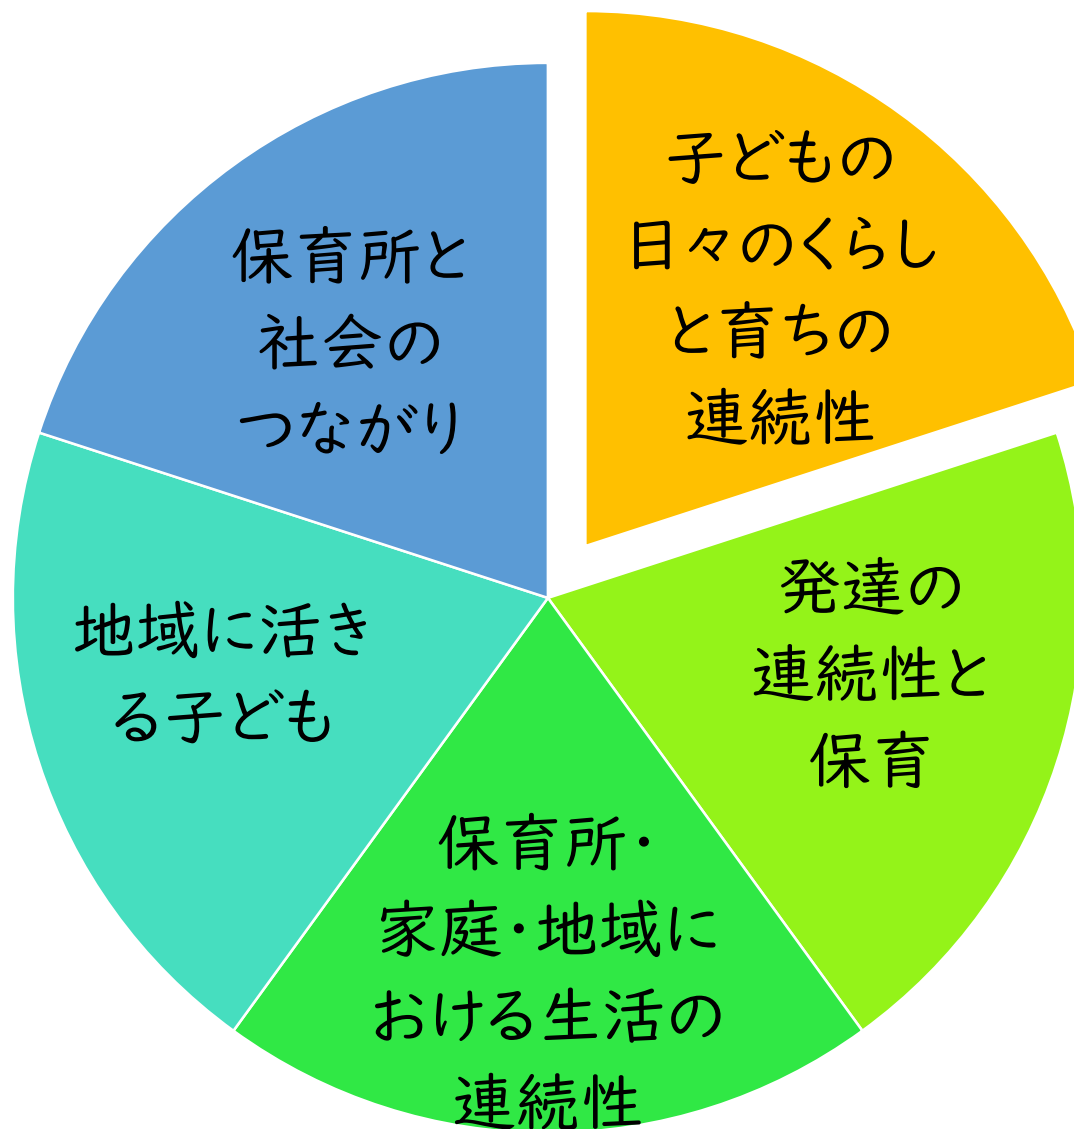 子どもの
日々のくらし
と育ちの
連続性
発達の
連続性と
保育
保育所・
家庭・地域に
おける生活の
連続性
地域に活き
る子ども
保育所と
社会の
つながり